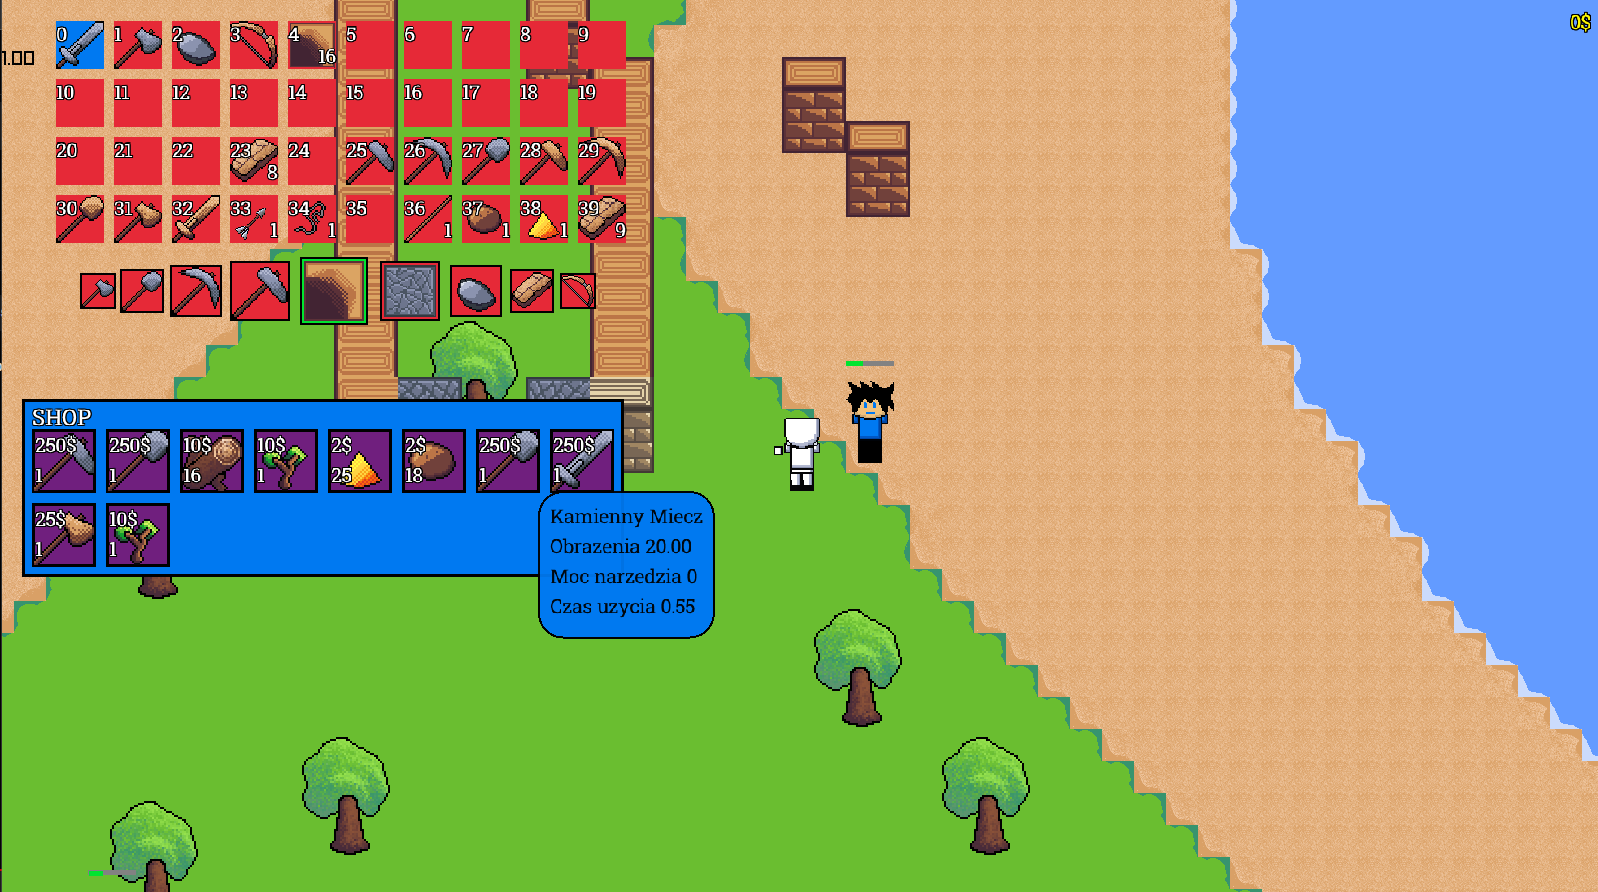 0 1 2 3 4 5 6 7 8 9
0$
1.00
16
10 11 12 13 14 15 16 17 18 19
20 21 22 23 24 25 26 27 28 29
8
30 31 32 33 34 35 36 37 38 39
1 1 1 1 1 9
SHOP
250$ 250$ 10$ 10$ 2$ 2$ 250$ 250$
1 1 16 1 25 18 1 1
25$ 10$
1 1
Kamienny Miecz
Obrazenia 20.00
Moc narzedzia 0
Czas uzycia 0.55